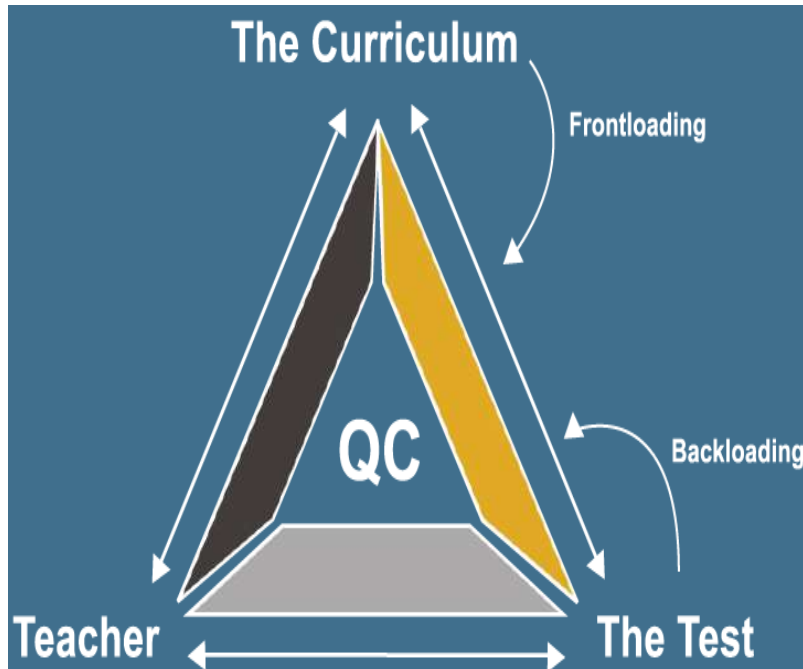 The Curriculum
Frontloading
QC
Backloading
Teacher
The Test